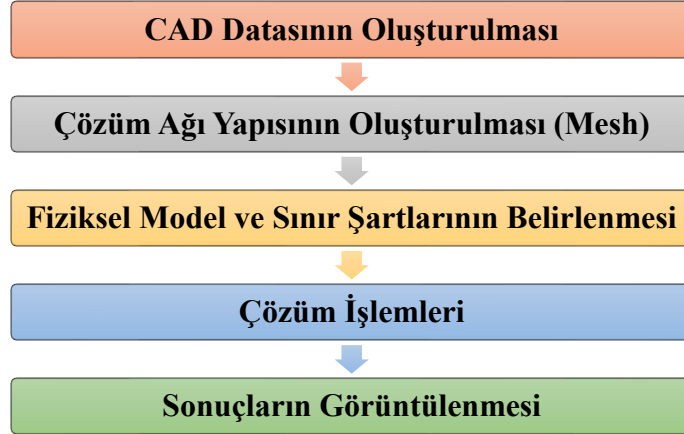 CAD Datasının Oluşturulması
Çözüm Ağı Yapısının Oluşturulması (Mesh)
Fiziksel Model ve Sınır Şartlarının Belirlenmesi
Çözüm İşlemleri
Sonuçların Görüntülenmesi